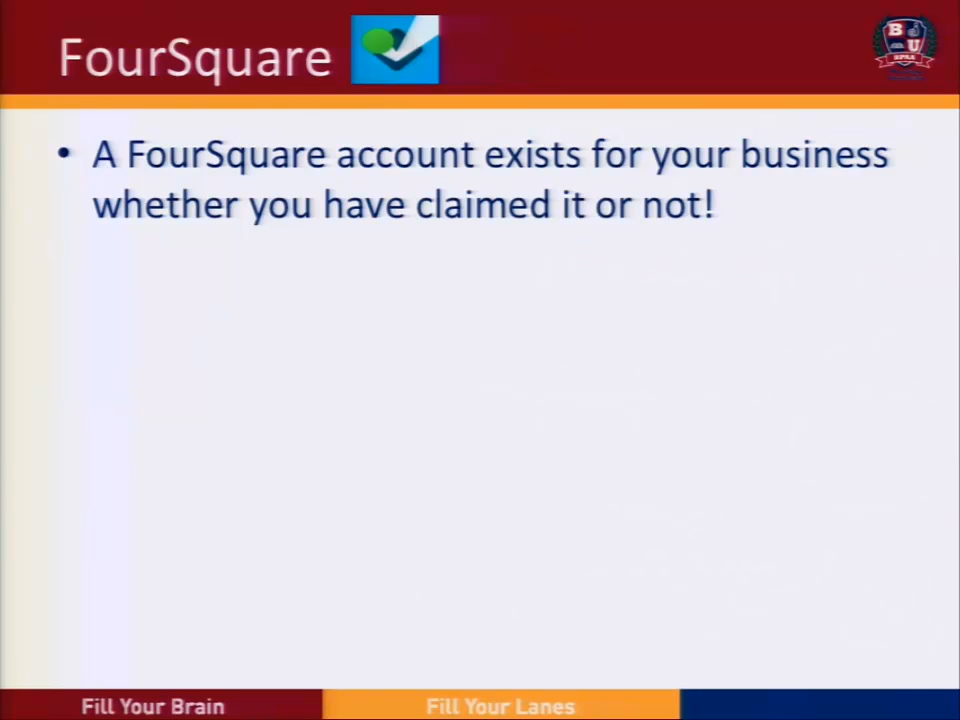 FourSquare
B
U
BPAA
• A FourSquare account exists for your business
whether you have claimed it or not!
Fill Your Brain
Fill Your Lanes